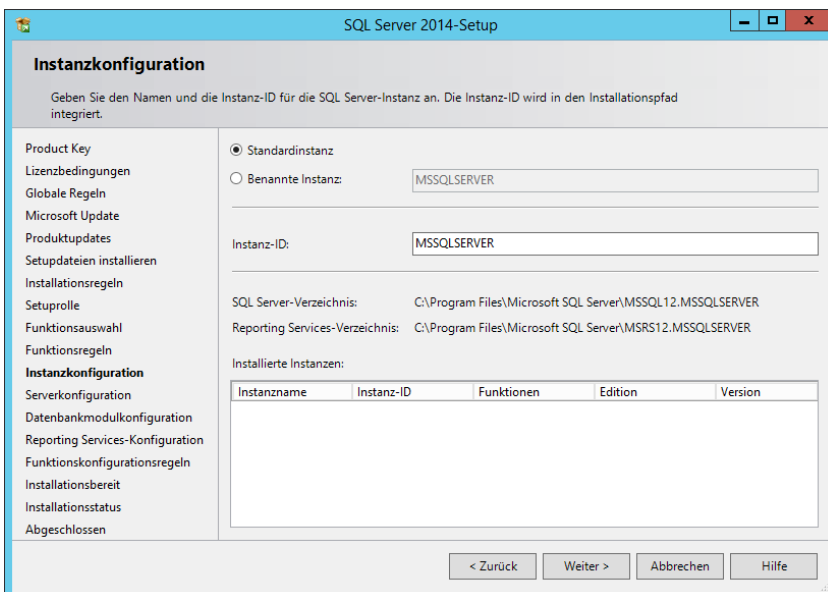 SQL Server 2014-Setup
Instanzkonfiguration
Geben Sie den Namen und die Instanz-ID für die SQL Server-Instanz an. Die Instanz-ID wird in den Installationspfad
integriert.
Product Key
Lizenzbedingungen
Globale Regeln
Microsoft Update
Produktupdates
Setupdateien installieren
Installationsregeln
Setuprolle
Funktionsauswahl
Funktionsregeln
Instanzkonfiguration
Serverkonfiguration
Datenbankmodulkonfiguration
Reporting Services-Konfiguration
Funktionskonfigurationsregeln
Installationsbereit
Installationsstatus
Abgeschlossen
Standardinstanz
Benannte Instanz: MSSQLSERVER
Instanz-ID: MSSQLSERVER
SQL Server-Verzeichnis: C:\Program Files\Microsoft SQL Server\MSSQL12.MSSQLSERVER
Reporting Services-Verzeichnis: C:\Program Files\Microsoft SQL Server\MSRS12.MSSQLSERVER
Installierte Instanzen:
Instanzname Instanz-ID Funktionen Edition Version
< Zurück Weiter > Abbrechen Hilfe